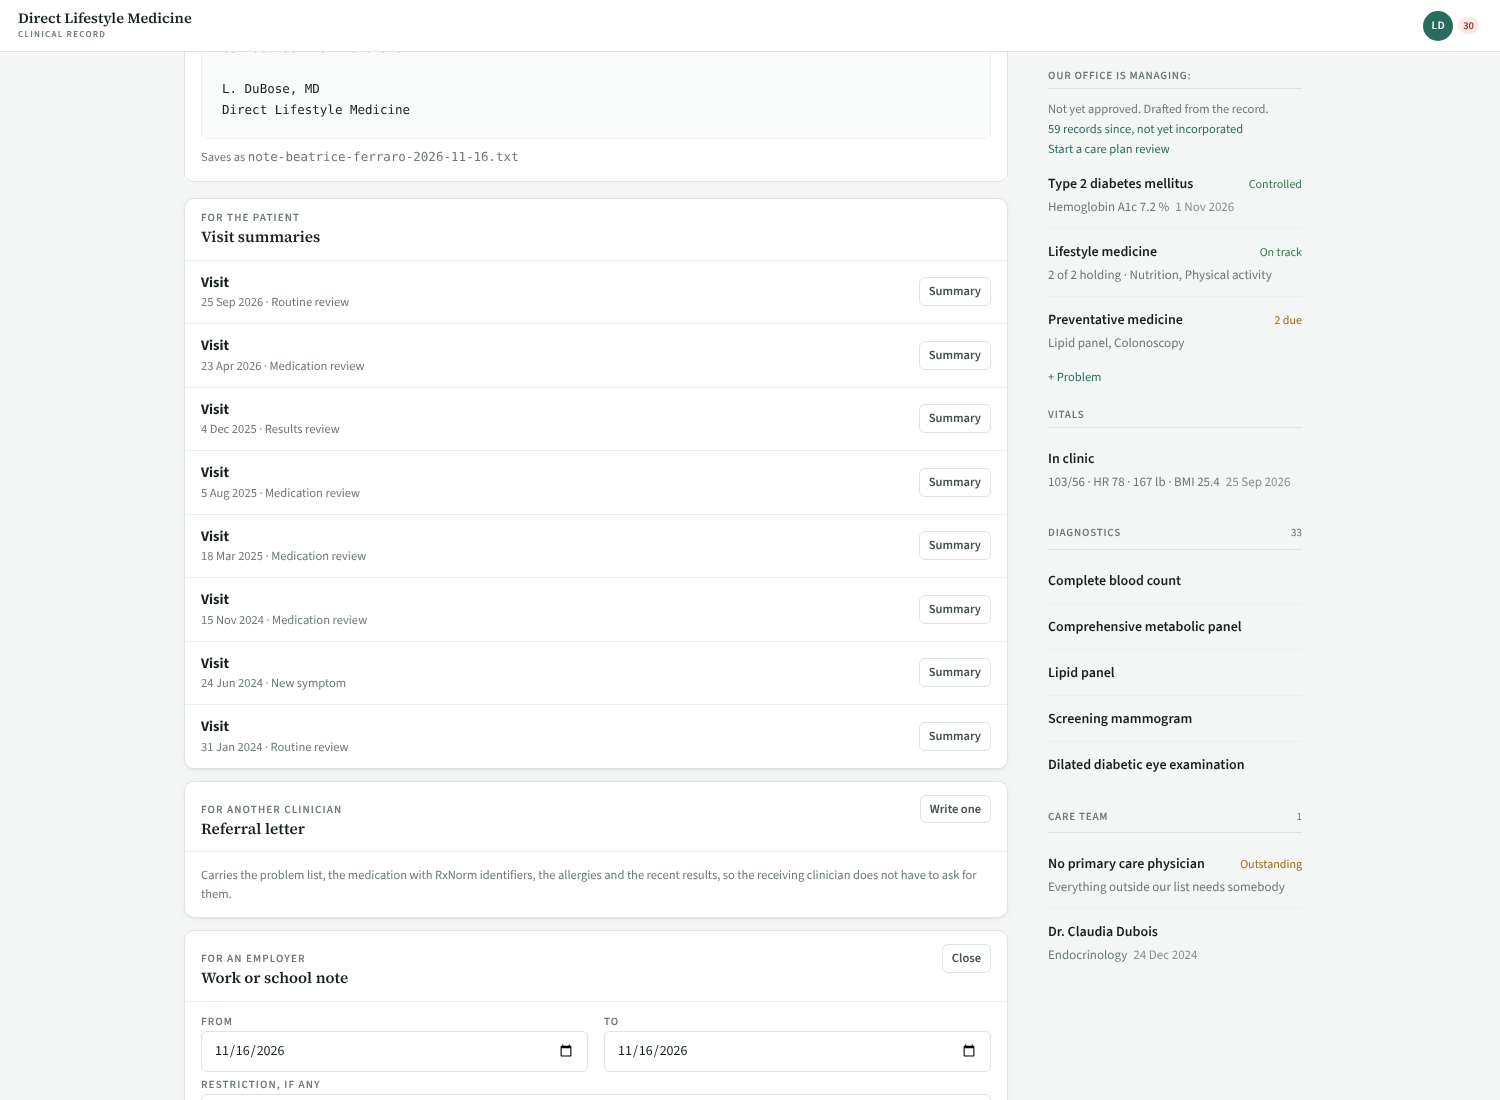 Direct Lifestyle Medicine
CLINICAL RECORD
LD
30
L. DuBose, MD
Direct Lifestyle Medicine
Saves as note-beatrice-ferraro-2026-11-16.txt
FOR THE PATIENT
Visit summaries
Visit
25 Sep 2026 · Routine review
Summary
Visit
23 Apr 2026 · Medication review
Summary
Visit
4 Dec 2025 · Results review
Summary
Visit
5 Aug 2025 · Medication review
Summary
Visit
18 Mar 2025 · Medication review
Summary
Visit
15 Nov 2024 · Medication review
Summary
Visit
24 Jun 2024 · New symptom
Summary
Visit
31 Jan 2024 · Routine review
Summary
FOR ANOTHER CLINICIAN
Referral letter
Write one
Carries the problem list, the medication with RxNorm identifiers, the allergies and the recent results, so the receiving clinician does not have to ask for
them.
FOR AN EMPLOYER
Work or school note
Close
FROM
11/16/2026
TO
11/16/2026
RESTRICTION, IF ANY
OUR OFFICE IS MANAGING:
Not yet approved. Drafted from the record.
59 records since, not yet incorporated
Start a care plan review
Type 2 diabetes mellitus
Controlled
Hemoglobin A1c 7.2 % 1 Nov 2026
Lifestyle medicine
On track
2 of 2 holding · Nutrition, Physical activity
Preventative medicine
2 due
Lipid panel, Colonoscopy
+ Problem
VITALS
In clinic
103/56 · HR 78 · 167 lb · BMI 25.4 25 Sep 2026
DIAGNOSTICS
33
Complete blood count
Comprehensive metabolic panel
Lipid panel
Screening mammogram
Dilated diabetic eye examination
CARE TEAM
1
No primary care physician
Outstanding
Everything outside our list needs somebody
Dr. Claudia Dubois
Endocrinology 24 Dec 2024